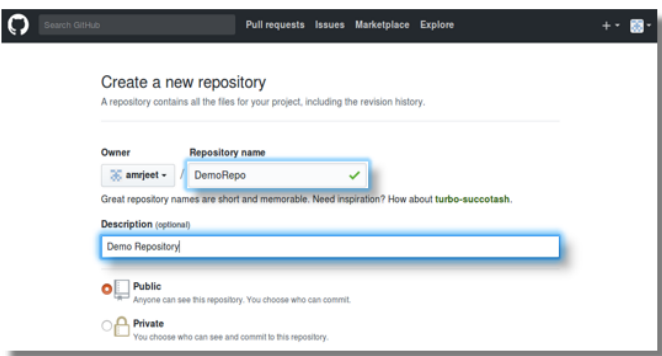 Search GitHub Pull requests Issues Marketplace Explore
Create a new repository
A repository contains all the files for your project, including the revision history.
Owner Repository name
amrjeet / DemoRepo
Great repository names are short and memorable. Need inspiration? How about turbo-succotash.
Description (optional)
Demo Repository
Public
Anyone can see this repository. You choose who can commit.
Private
You choose who can see and commit to this repository.